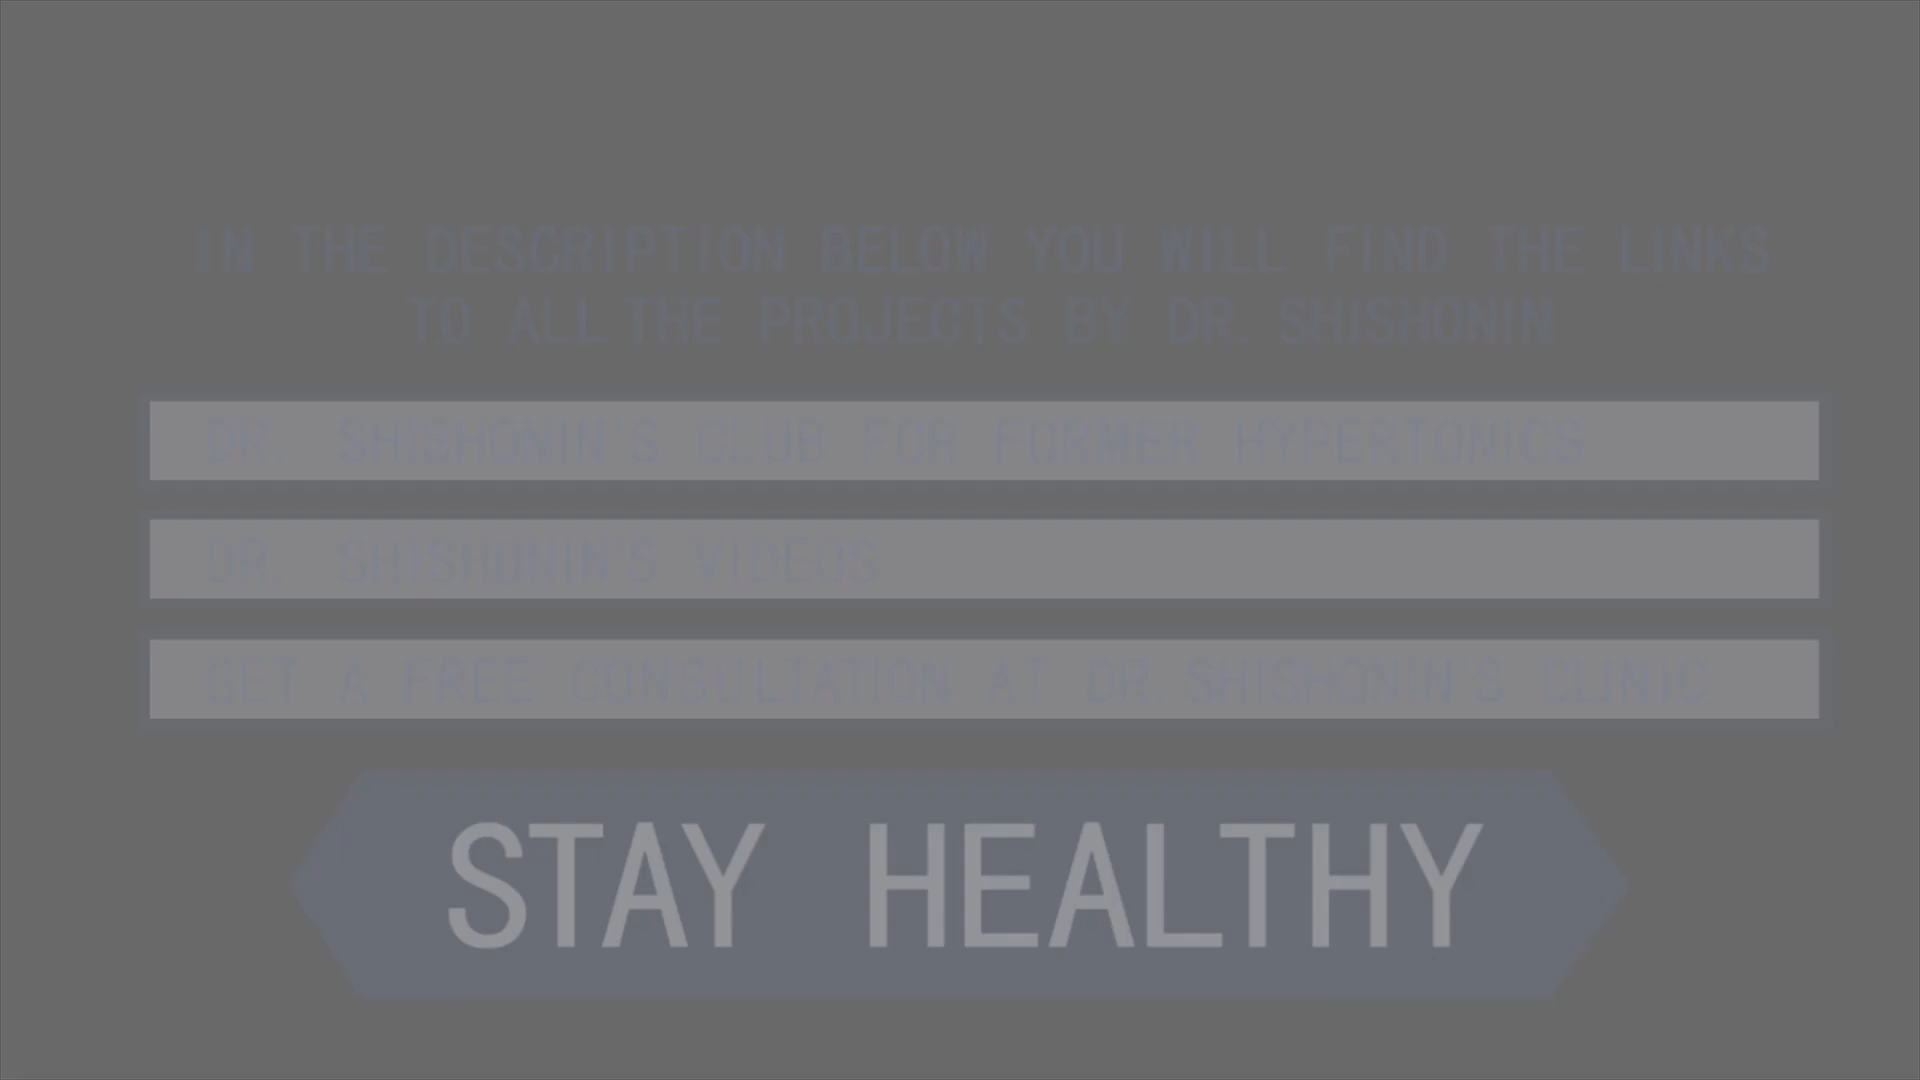 IN THE DESCRIPTION BELOW YOU WILL FIND THE LINKS
TO ALL THE PROJECTS BY DR. SHISHONIN
DR. SHISHONIN'S CLUB FOR FORMER HYPERTONICS
DR. SHISHONIN'S VIDEOS
GET A FREE CONSULTATION AT DR. SHISHONIN'S CLINIC
STAY HEALTHY